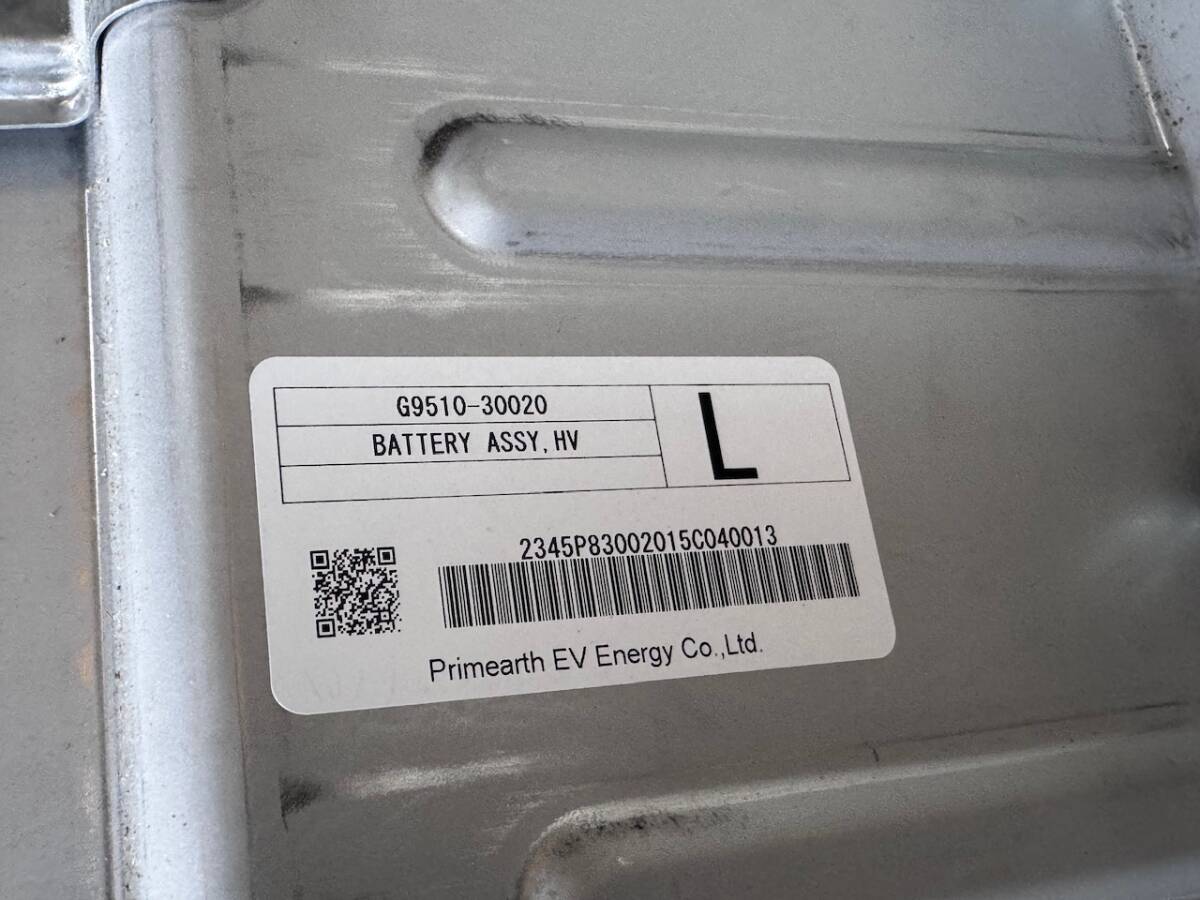 G9510-30020
BATTERY ASSY,HV
L
2345P83002015C040013
Primearth EV Energy Co.,Ltd.